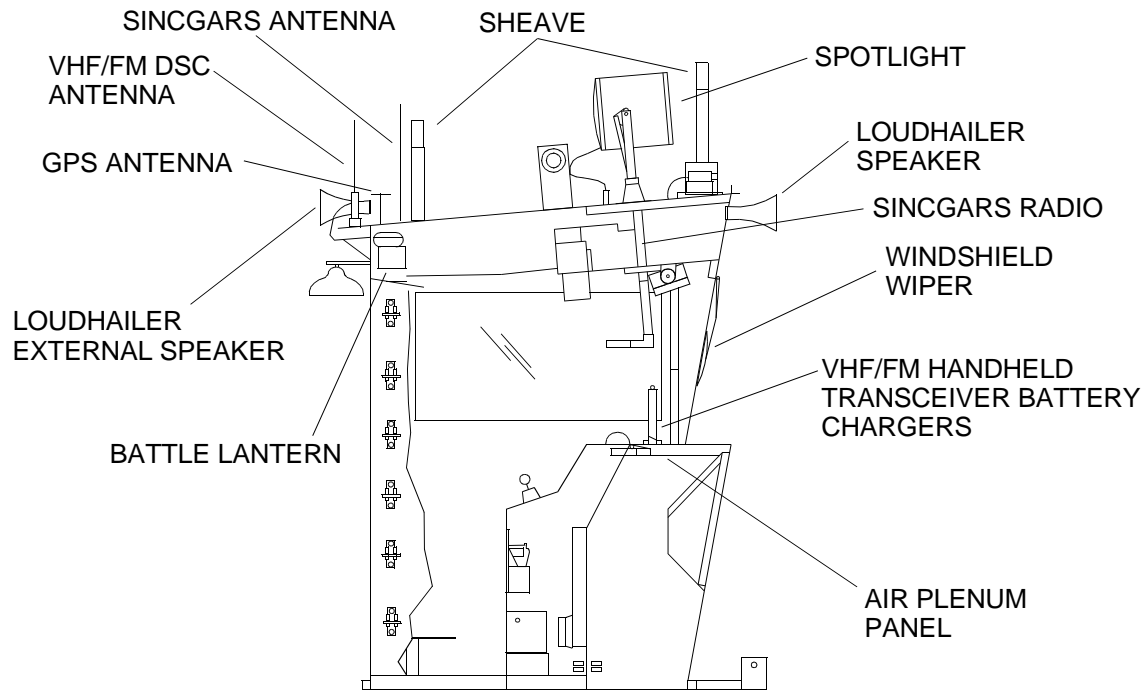 SINCGARS ANTENNA
SHEAVE
VHF/FM DSC
ANTENNA
SPOTLIGHT
GPS ANTENNA
LOUDHAILER
SPEAKER
SINCGARS RADIO
WINDSHIELD
WIPER
LOUDHAILER
EXTERNAL SPEAKER
VHF/FM HANDHELD
TRANSCEIVER BATTERY
CHARGERS
BATTLE LANTERN
AIR PLENUM
PANEL